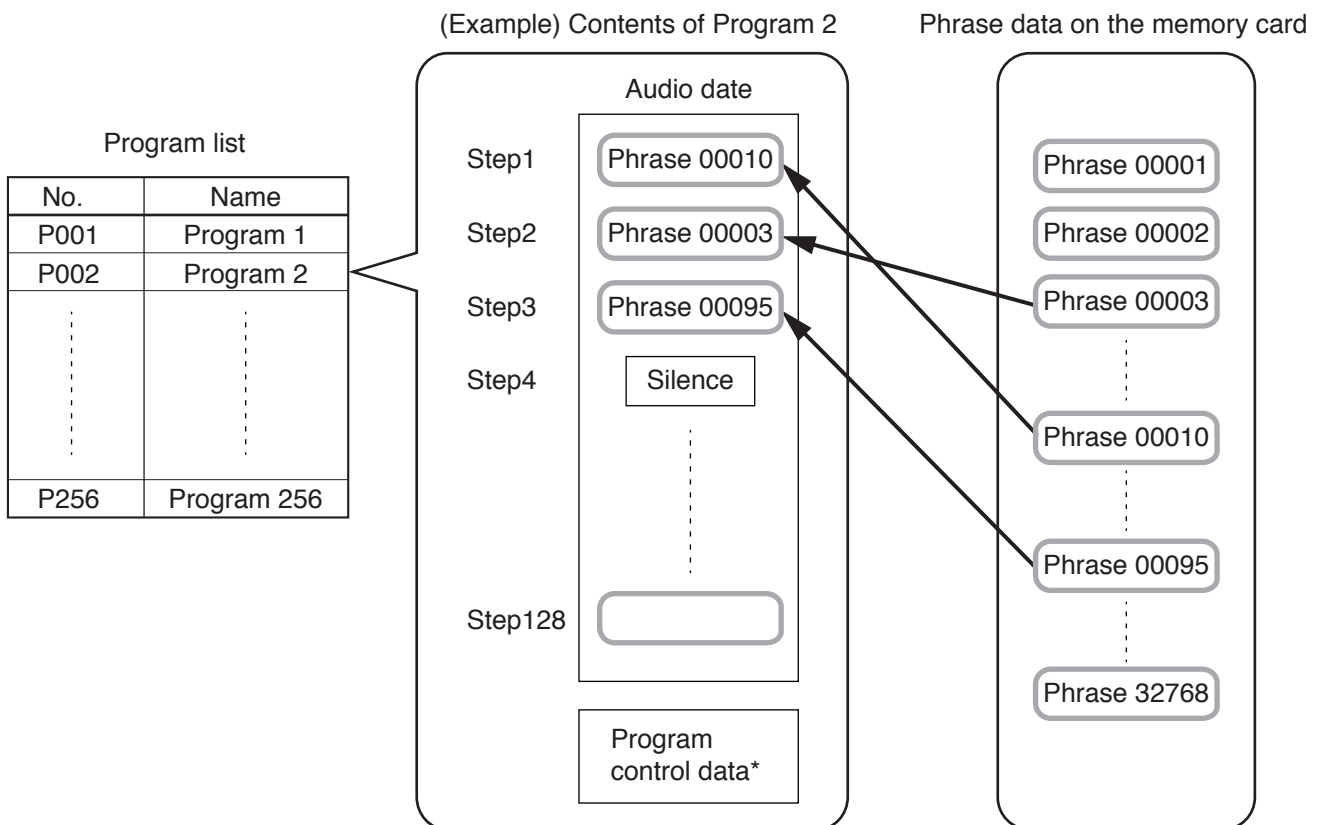 (Example) Contents of Program 2
Phrase data on the memory card
Program list
No. Name
P001 Program 1
P002 Program 2
P256 Program 256
Audio date
Step1 Phrase 00010
Step2 Phrase 00003
Step3 Phrase 00095
Step4 Silence
Step128
Program
control data*
Phrase 00001
Phrase 00002
Phrase 00003
Phrase 00010
Phrase 00095
Phrase 32768